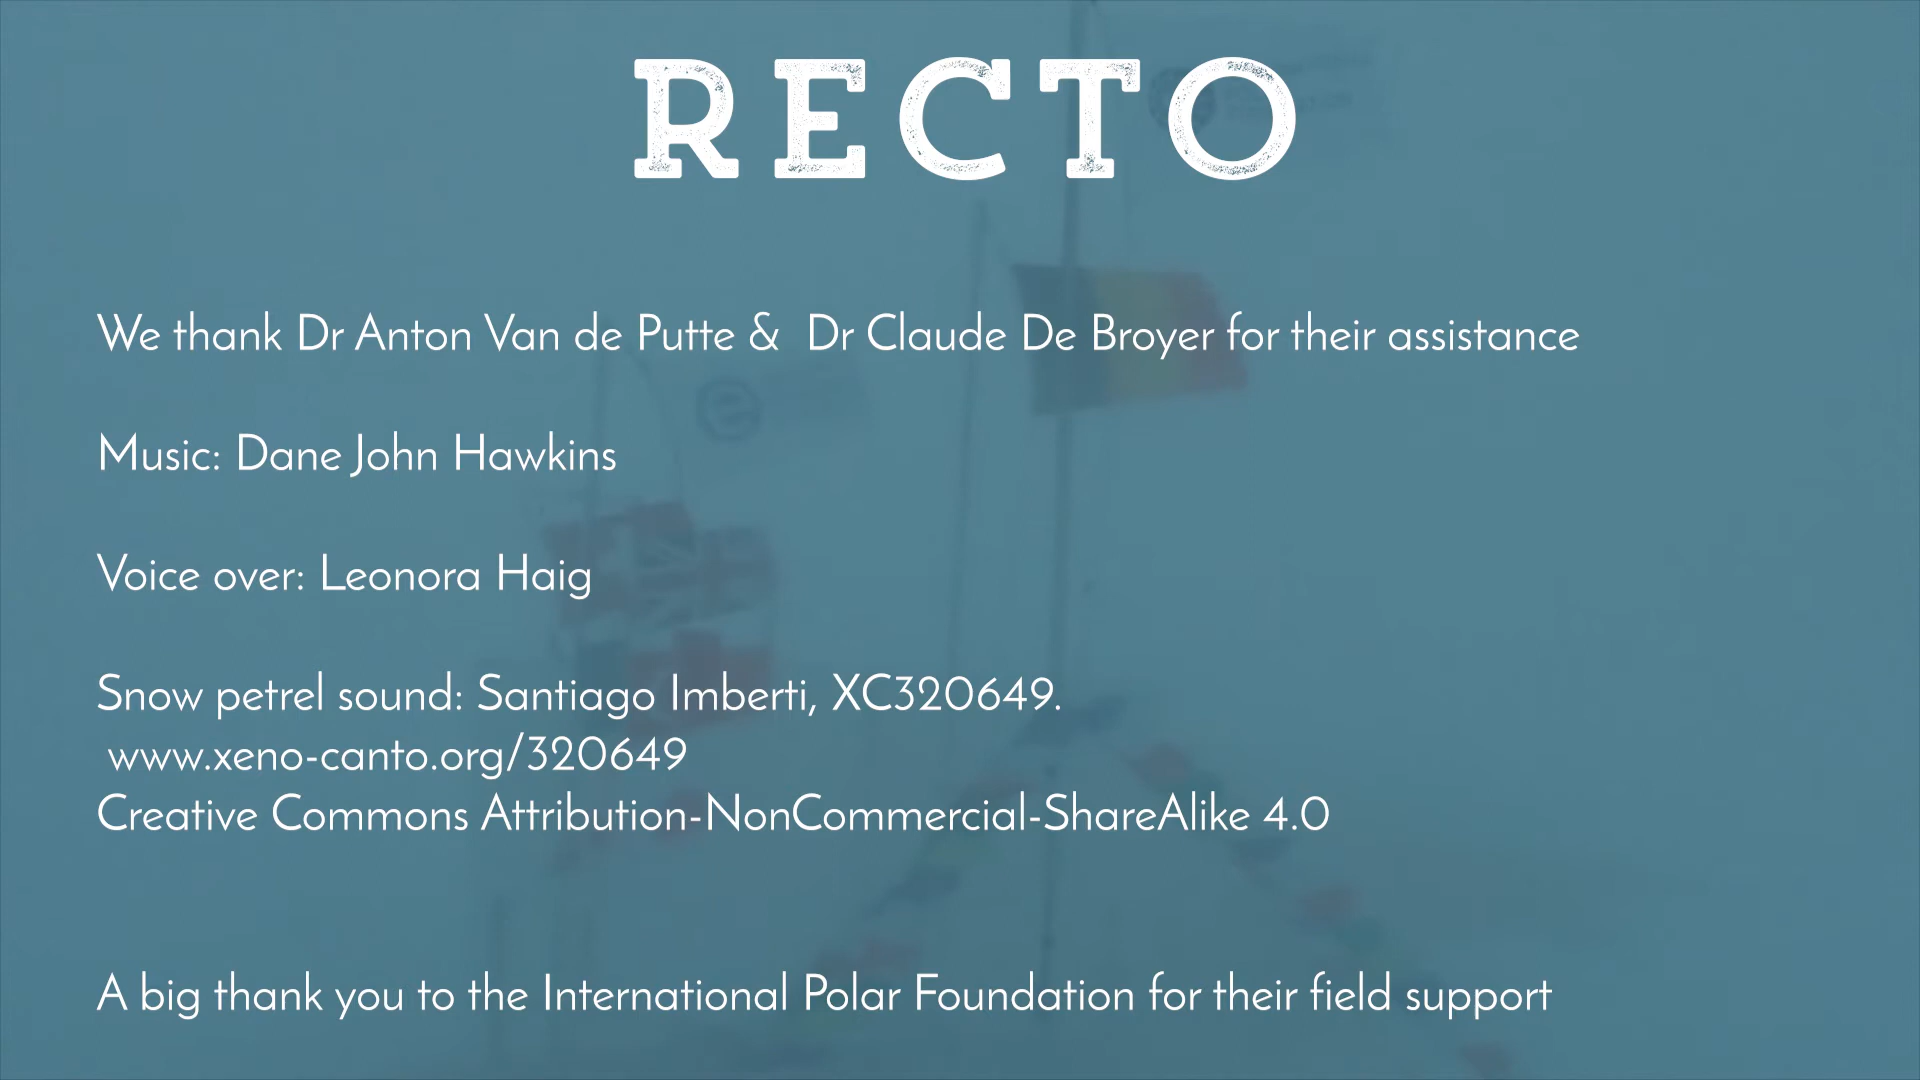 RECTO
We thank Dr Anton Van de Putte & Dr Claude De Broyer for their assistance
Music: Dane John Hawkins
Voice over: Leonora Haig
Snow petrel sound: Santiago Imberti, XC320649.
www.xeno-canto.org/320649
Creative Commons Attribution-NonCommercial-ShareAlike 4.0
A big thank you to the International Polar Foundation for their field support